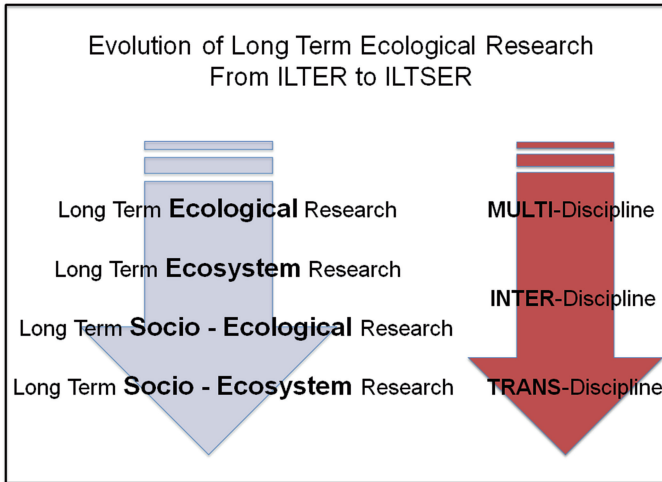 Evolution of Long Term Ecological Research
From ILTER to ILTSER
Long Term Ecological Research
Long Term Ecosystem Research
Long Term Socio - Ecological Research
Long Term Socio - Ecosystem Research
MULTI-Discipline
INTER-Discipline
TRANS-Discipline